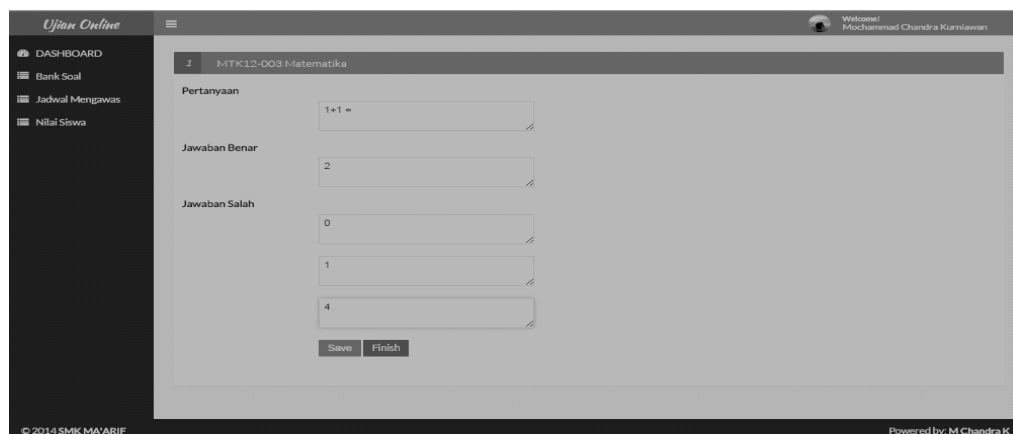 Ujian Online
Welcome!
Mochammad Chandra Kurniawan
DASHBOARD
Bank Soal
Jadwal Mengawas
Nilai Siswa
1 MTK12-003 Matematika
Pertanyaan
1+1 =
Jawaban Benar
2
Jawaban Salah
0
1
4
Save Finish
© 2014 SMK MA'ARIF
Powered by: M Chandra K